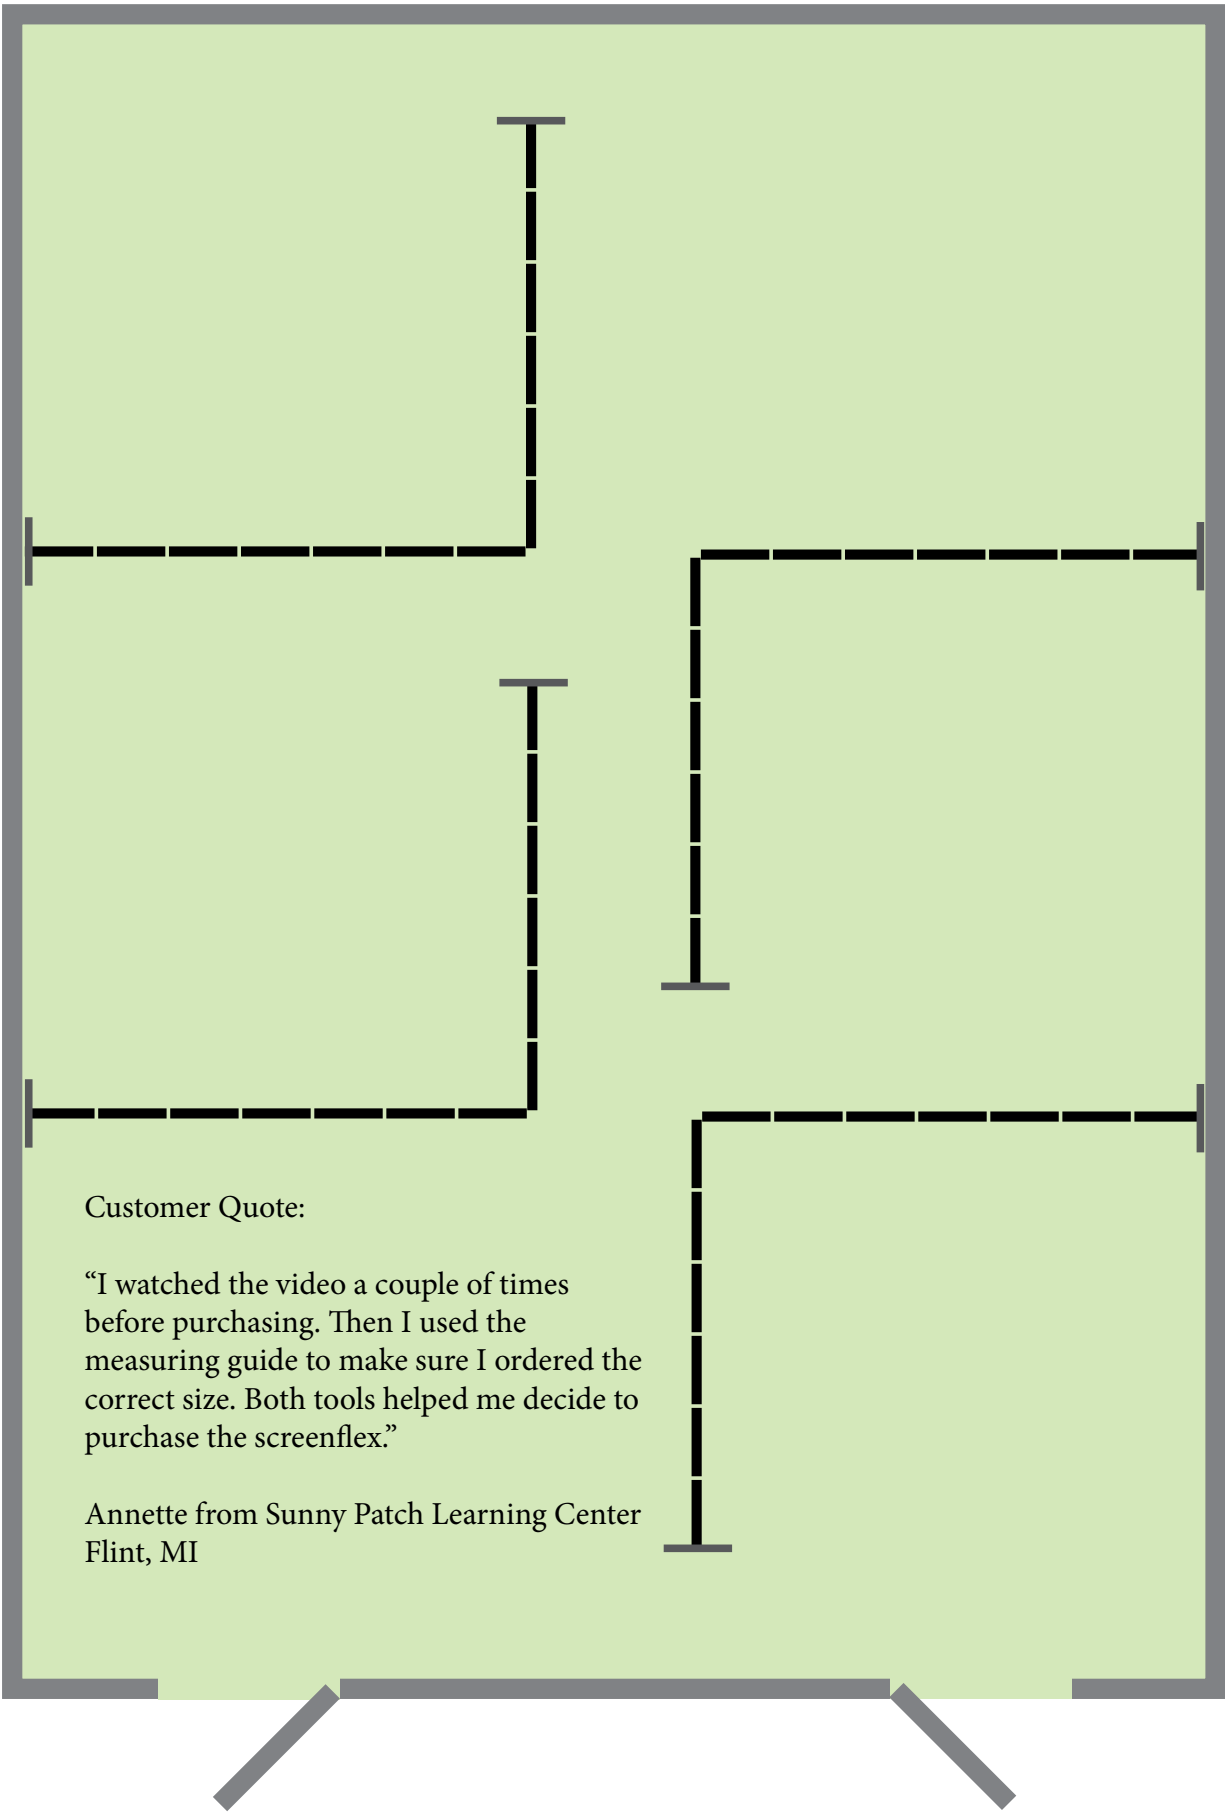 Customer Quote:
“I watched the video a couple of times
before purchasing. Then I used the
measuring guide to make sure I ordered the
correct size. Both tools helped me decide to
purchase the screenflex.”
Annette from Sunny Patch Learning Center
Flint, MI